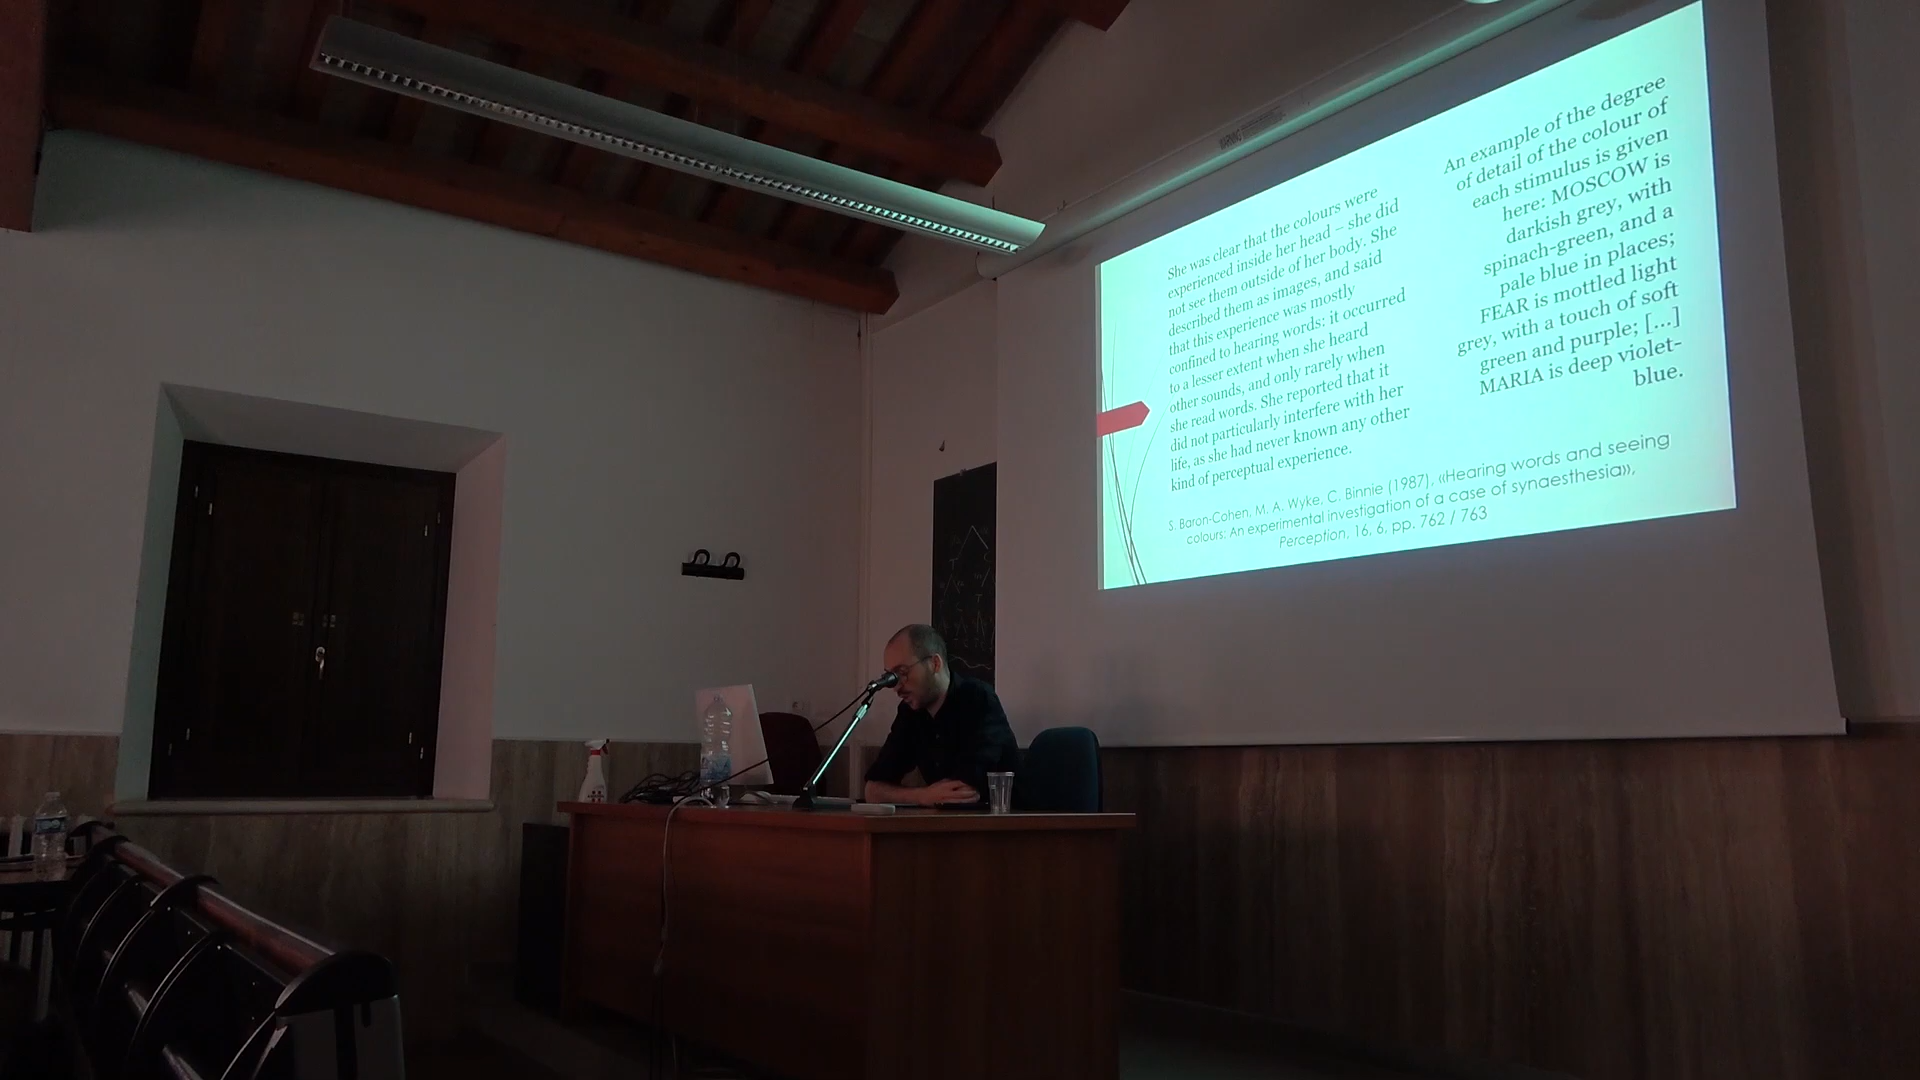 She was clear that the colours were
experienced inside her head – she did
not see them outside of her body. She
described them as images, and said
that this experience was mostly
confined to hearing words: it occurred
to a lesser extent when she heard
other sounds, and only rarely when
she read words. She reported that it
did not particularly interfere with her
life, as she had never known any other
kind of perceptual experience.
An example of the degree
of detail of the colour of
each stimulus is given
here: MOSCOW is
darkish grey, with
spinach-green, and a
pale blue in places;
FEAR is mottled light
grey, with a touch of soft
green and purple; [...]
MARIA is deep violet-
blue.
S. Baron-Cohen, M. A. Wyke, C. Binnie (1987), «Hearing words and seeing
colours: An experimental investigation of a case of synaesthesia»,
Perception, 16, 6, pp. 762 / 763